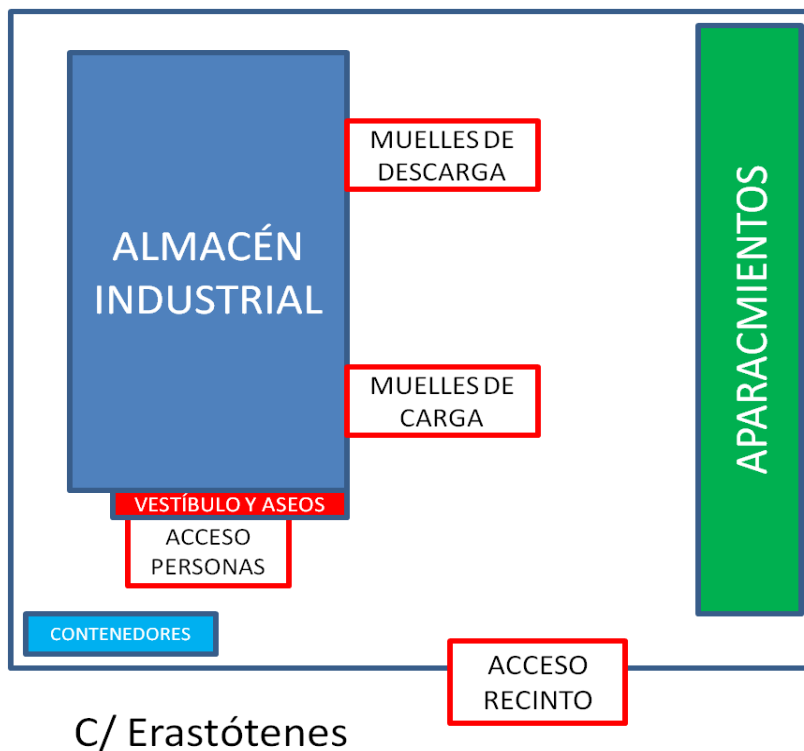 MUELLES DE
DESCARGA
ALMACÉN
INDUSTRIAL
APARACMIENTOS
MUELLES DE
CARGA
VESTÍBULO Y ASEOS
ACCESO
PERSONAS
CONTENEDORES
ACCESO
RECINTO
C/ Erastótenes